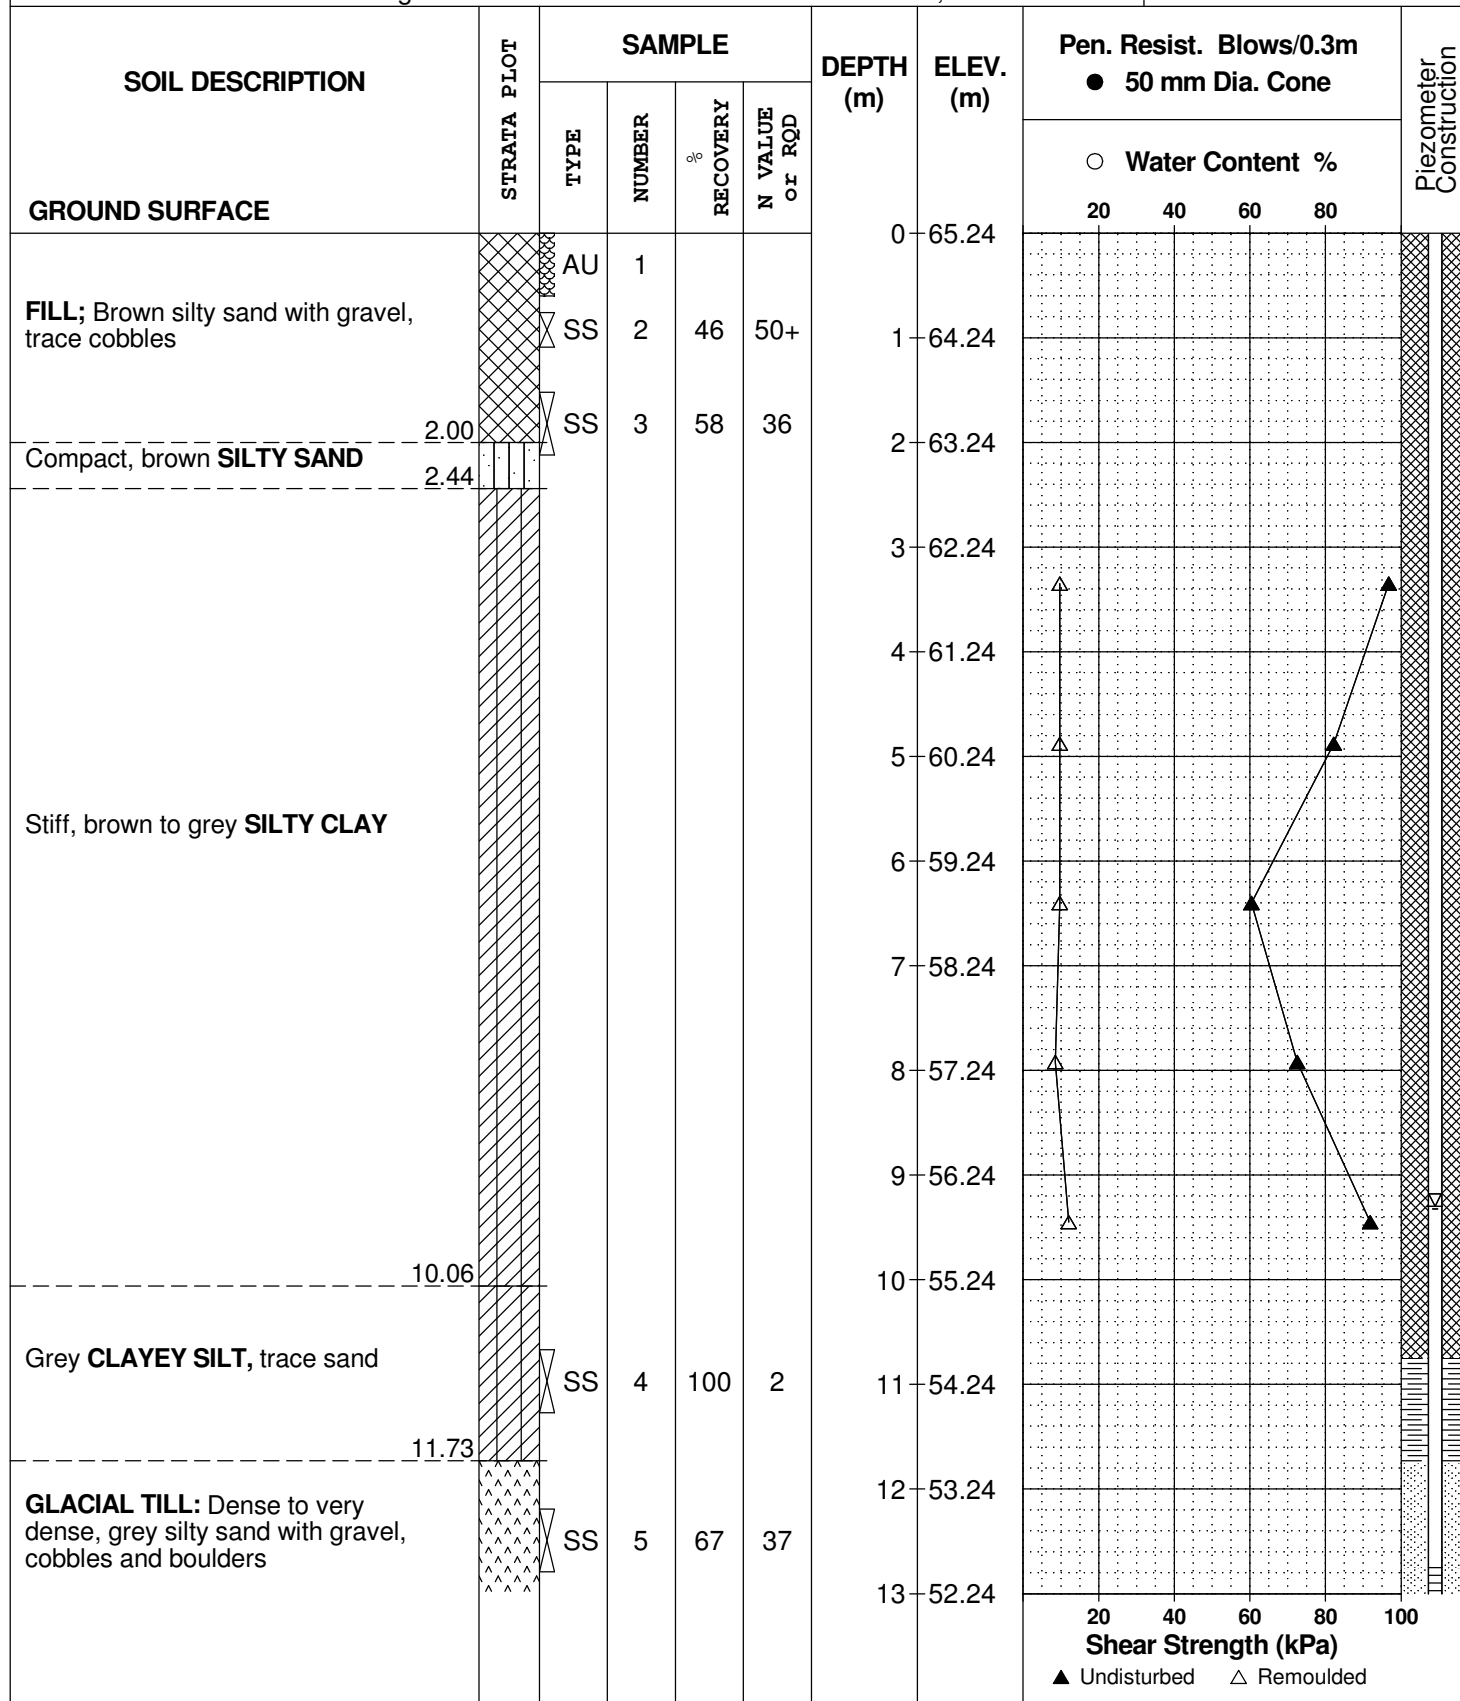 SOIL DESCRIPTION
GROUND SURFACE
STRATA PLOT
SAMPLE
TYPE
NUMBER
%
RECOVERY
N VALUE
or RQD
DEPTH
(m)
ELEV.
(m)
Pen. Resist. Blows/0.3m
● 50 mm Dia. Cone
○ Water Content %
20 40 60 80
Piezometer
Construction
0 65.24
AU 1
FILL; Brown silty sand with gravel,
trace cobbles
SS 2 46 50+
1 64.24
SS 3 58 36
2.00
2 63.24
Compact, brown SILTY SAND
2.44
3 62.24
4 61.24
5 60.24
Stiff, brown to grey SILTY CLAY
6 59.24
7 58.24
8 57.24
9 56.24
10.06
10 55.24
Grey CLAYEY SILT, trace sand
SS 4 100 2
11 54.24
11.73
12 53.24
GLACIAL TILL: Dense to very
dense, grey silty sand with gravel,
cobbles and boulders
SS 5 67 37
13 52.24
20 40 60 80 100
Shear Strength (kPa)
▲ Undisturbed △ Remoulded